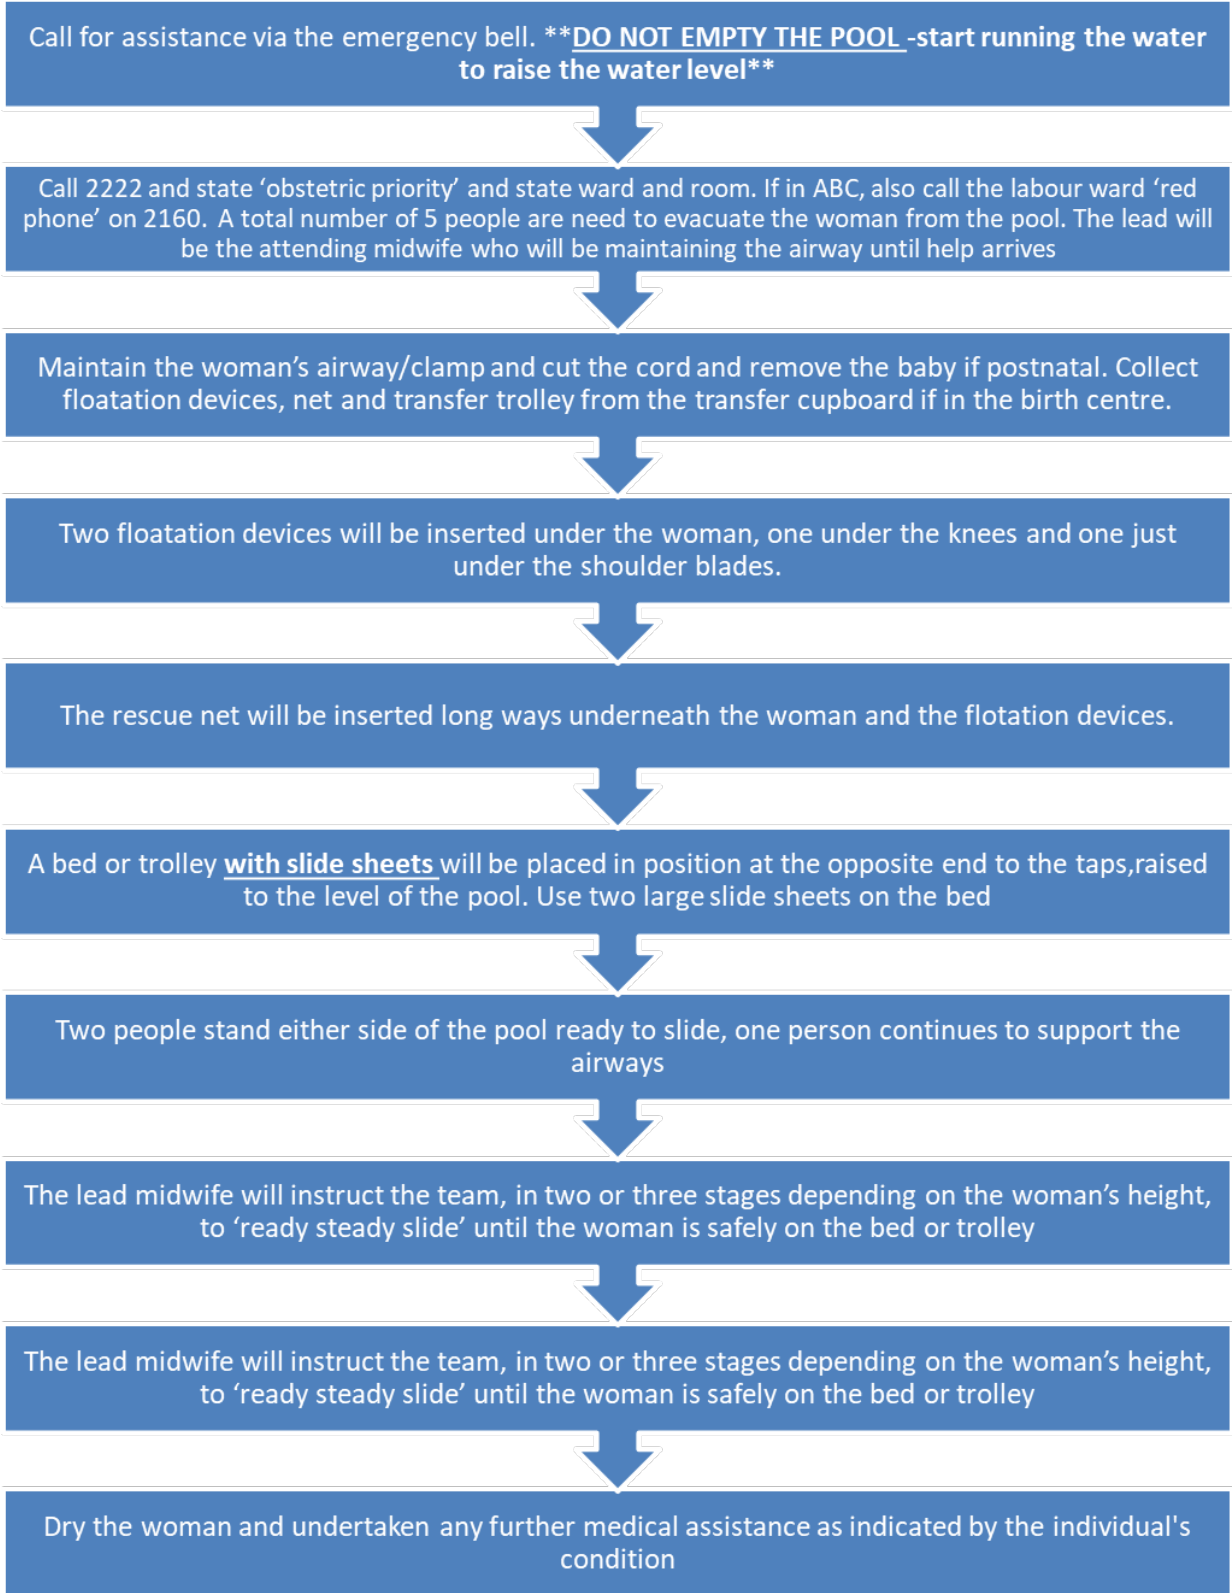 Call for assistance via the emergency bell. **DO NOT EMPTY THE POOL -start running the water
to raise the water level**
Call 2222 and state ‘obstetric priority’ and state ward and room. If in ABC, also call the labour ward ‘red
phone’ on 2160. A total number of 5 people are need to evacuate the woman from the pool. The lead will
be the attending midwife who will be maintaining the airway until help arrives
Maintain the woman’s airway/clamp and cut the cord and remove the baby if postnatal. Collect
floatation devices, net and transfer trolley from the transfer cupboard if in the birth centre.
Two floatation devices will be inserted under the woman, one under the knees and one just
under the shoulder blades.
The rescue net will be inserted long ways underneath the woman and the flotation devices.
A bed or trolley with slide sheets will be placed in position at the opposite end to the taps,raised
to the level of the pool. Use two large slide sheets on the bed
Two people stand either side of the pool ready to slide, one person continues to support the
airways
The lead midwife will instruct the team, in two or three stages depending on the woman’s height,
to ‘ready steady slide’ until the woman is safely on the bed or trolley
The lead midwife will instruct the team, in two or three stages depending on the woman’s height,
to ‘ready steady slide’ until the woman is safely on the bed or trolley
Dry the woman and undertaken any further medical assistance as indicated by the individual's
condition